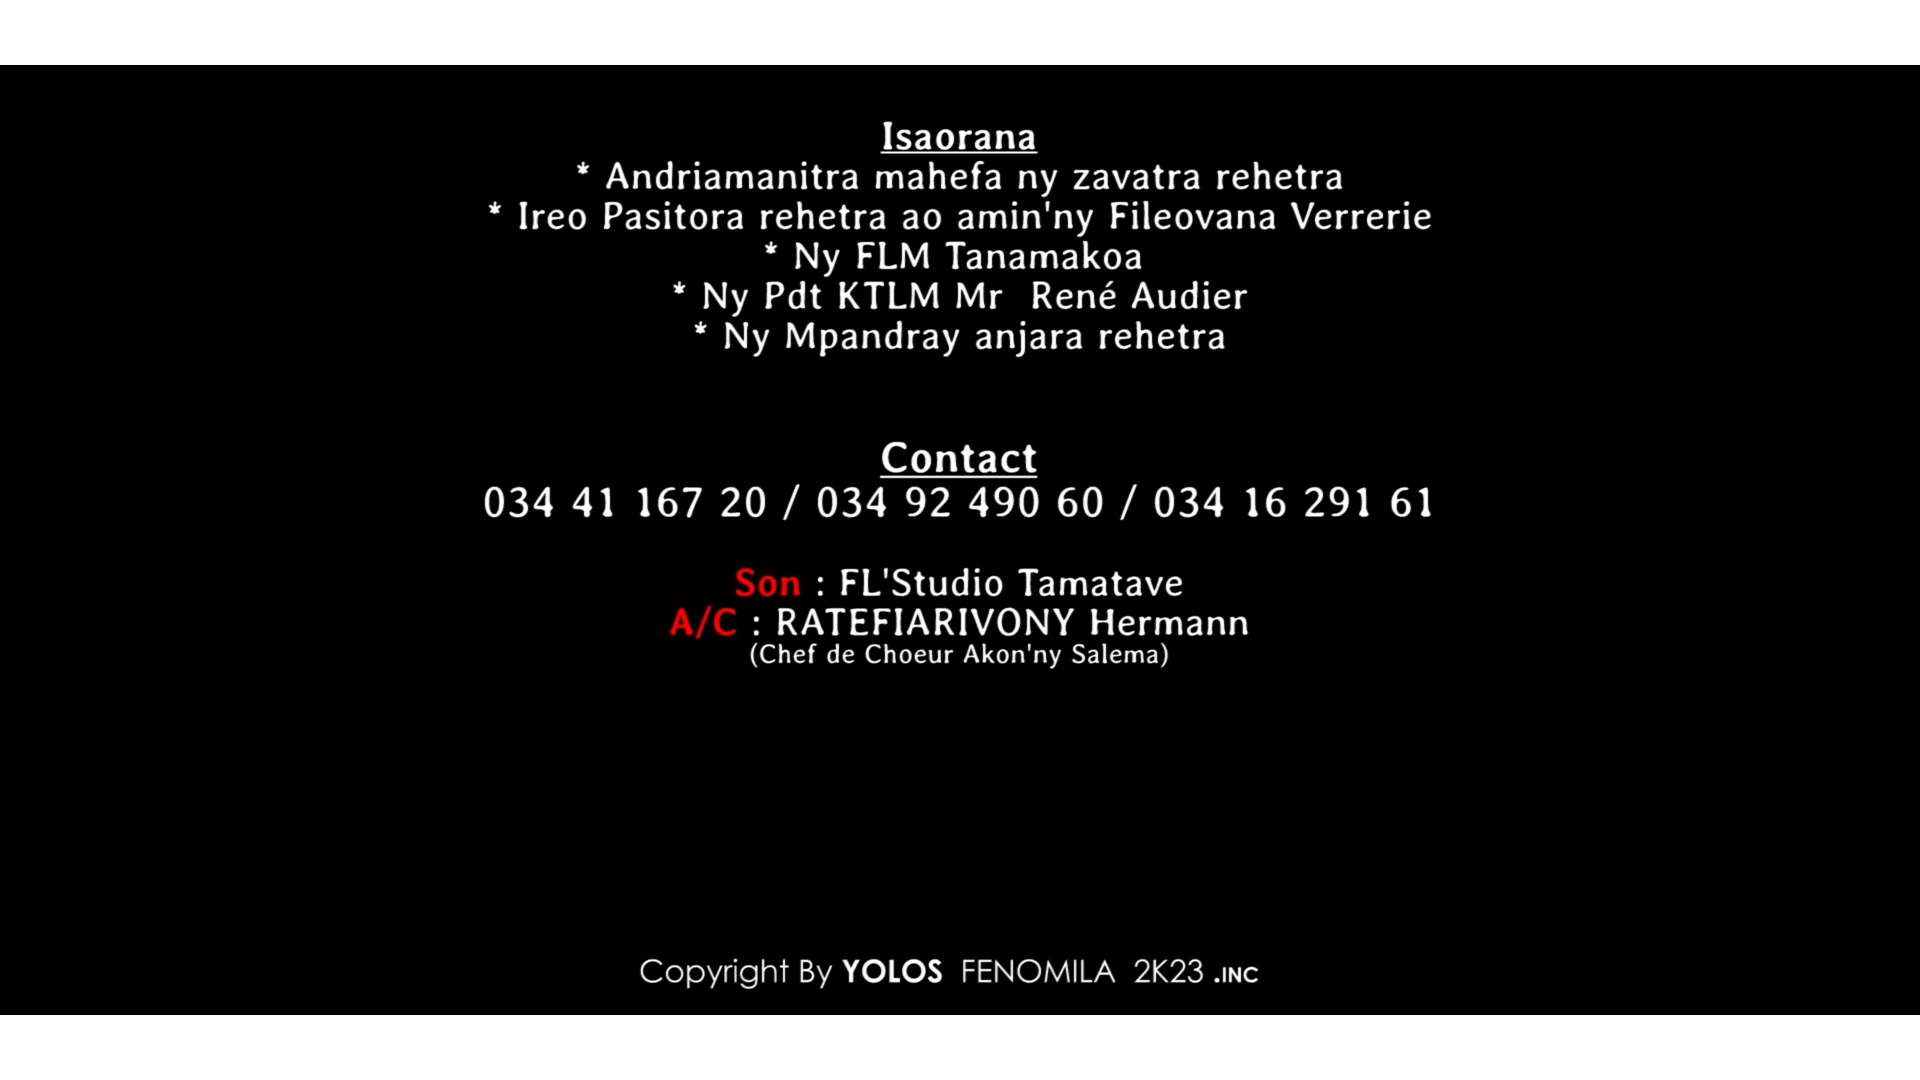 Isaorana
* Andriamanitra mahefa ny zavatra rehetra
* Ireo Pasitora rehetra ao amin'ny Fileovana Verrerie
* Ny FLM Tanamakoa
* Ny Pdt KTLM Mr René Audier
* Ny Mpandray anjara rehetra
Contact
034 41 167 20 / 034 92 490 60 / 034 16 291 61
Son : FL'Studio Tamatave
A/C : RATEFIARIVONY Hermann
(Chef de Choeur Akon'ny Salema)
Copyright By YOLOS FENOMILA 2K23 .INC